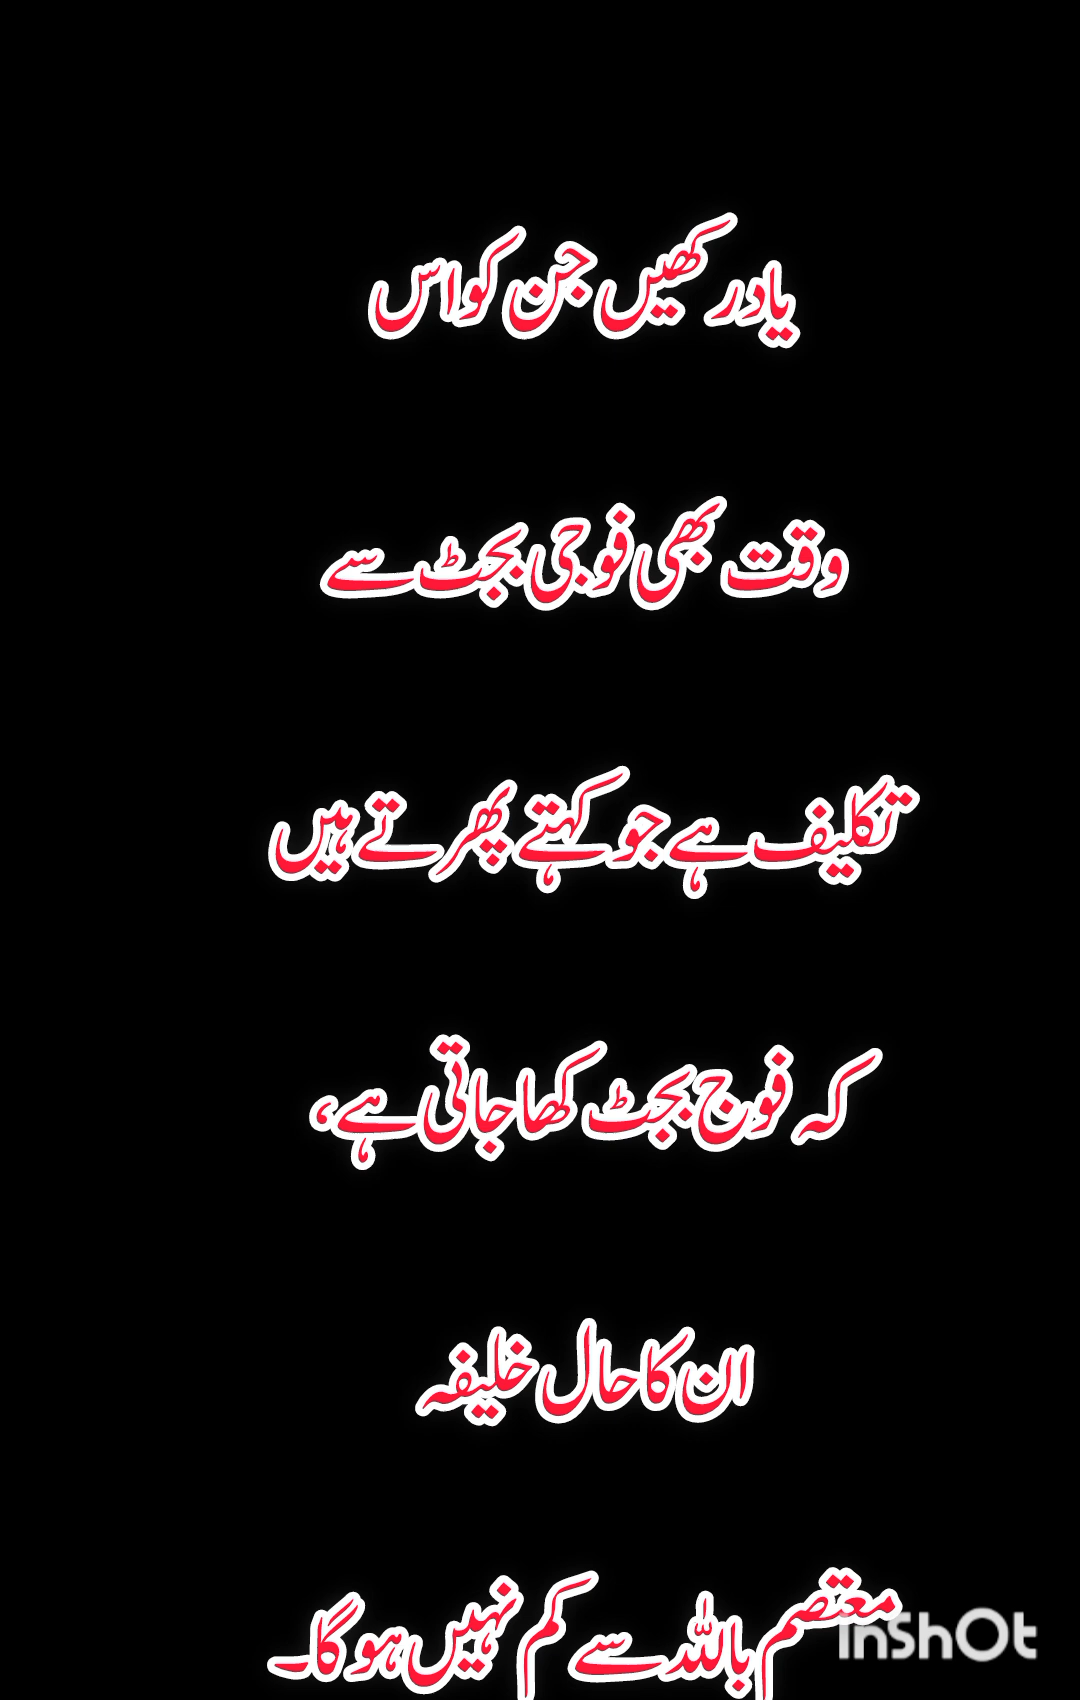 یاد رکھیں جن کو اس
وقت بھی فوجی بجٹ سے
تکلیف ہے جو کہتے پھرتے ہیں
کہ فوج بجٹ کھا جاتی ہے،
ان کا حال خلیفہ
معتصم باللہ سے کم نہیں ہو گا۔
InShOt